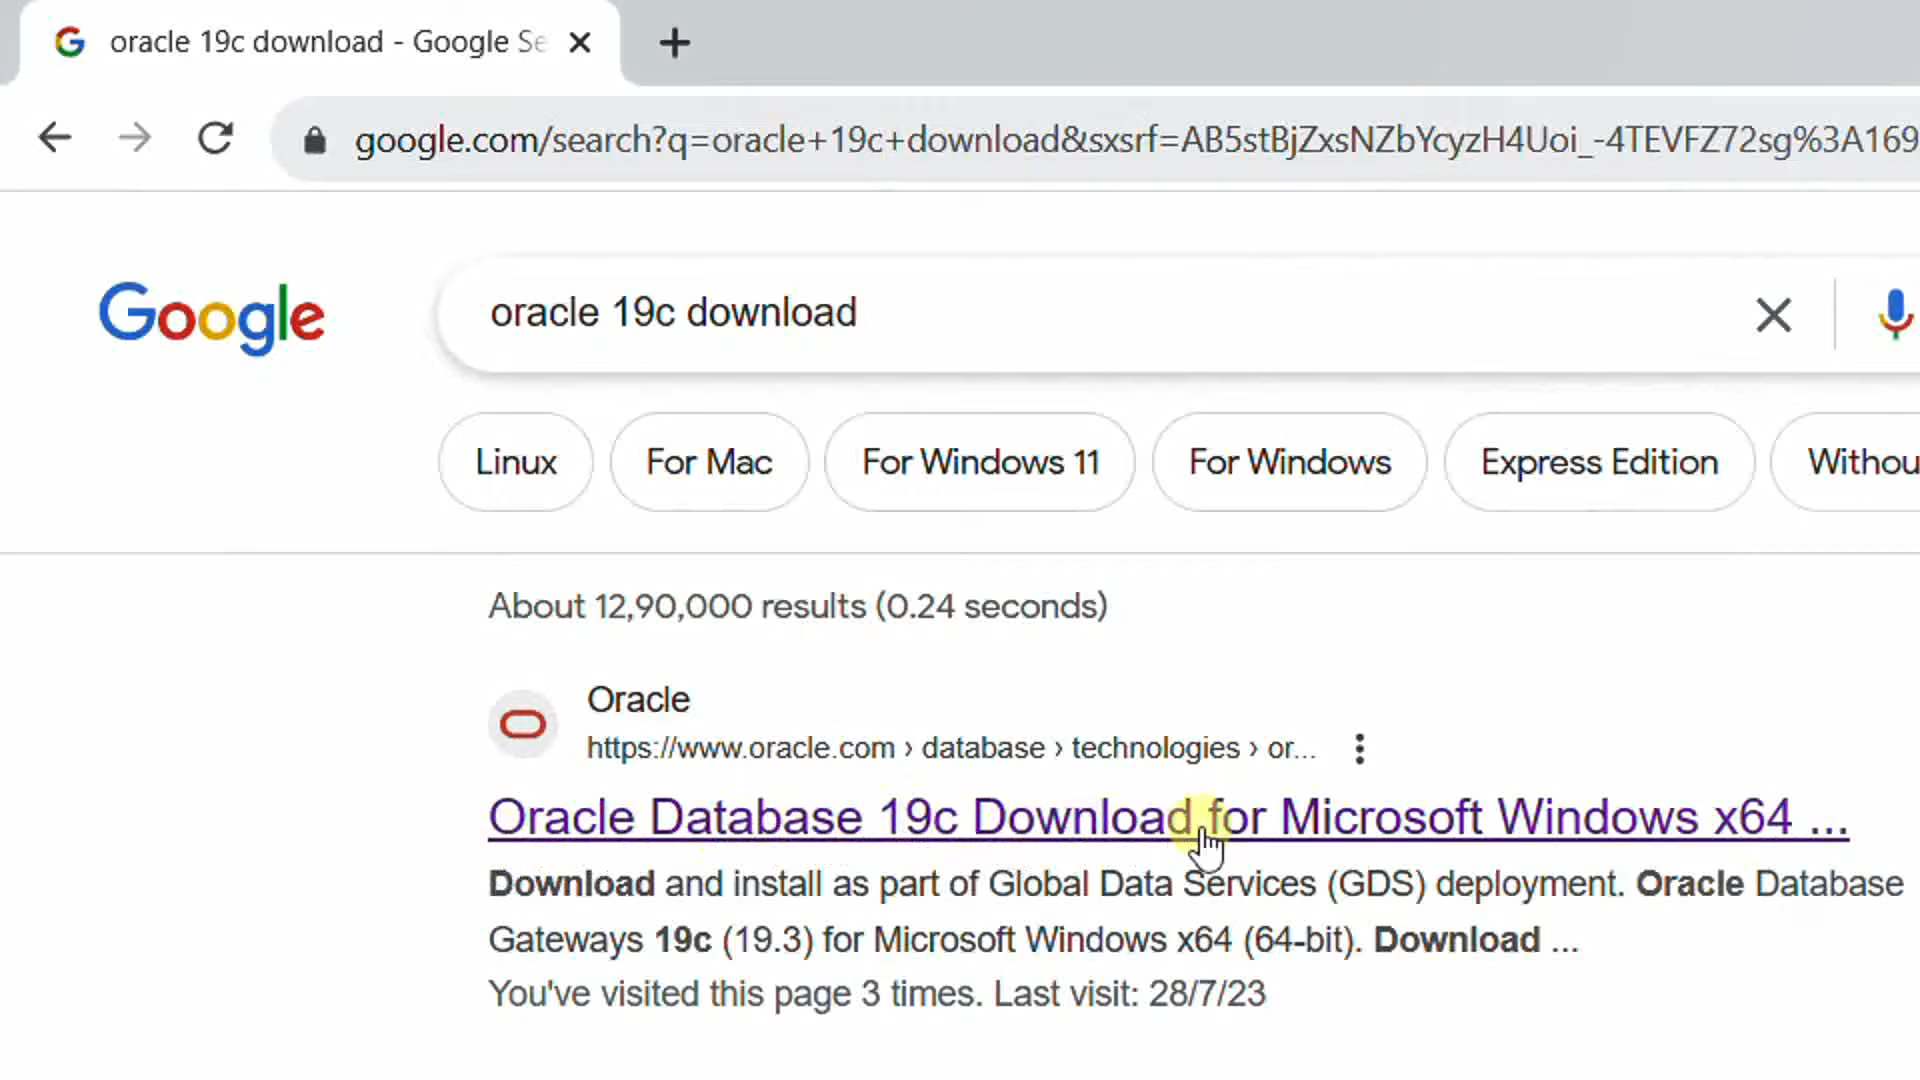 oracle 19c download - Google Se
google.com/search?q=oracle+19c+download&sxsrf=AB5stBjZxsNZbYcyzH4Uoi_-4TEVFZ72sg%3A169
Google
oracle 19c download
Linux
For Mac
For Windows 11
For Windows
Express Edition
Withou
About 12,90,000 results (0.24 seconds)
Oracle
https://www.oracle.com › database › technologies › or...
Oracle Database 19c Download for Microsoft Windows x64 ...
Download and install as part of Global Data Services (GDS) deployment. Oracle Database
Gateways 19c (19.3) for Microsoft Windows x64 (64-bit). Download ...
You've visited this page 3 times. Last visit: 28/7/23